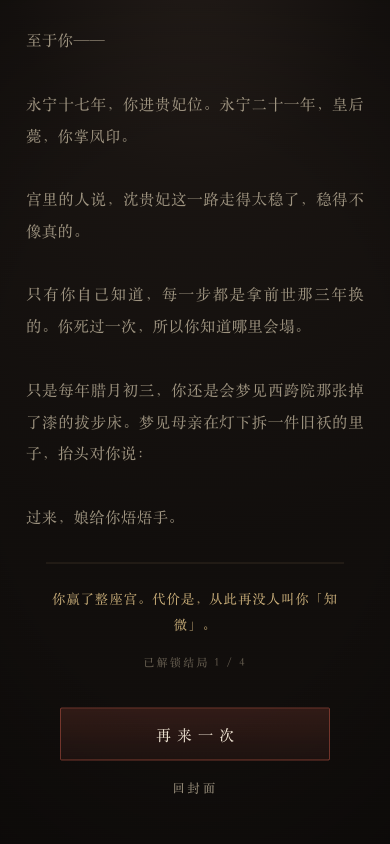 至于你——
永宁十七年，你进贵妃位。永宁二十一年，皇后
薨，你掌凤印。
宫里的人说，沈贵妃这一路走得太稳了，稳得不
像真的。
只有你自己知道，每一步都是拿前世那三年换
的。你死过一次，所以你知道哪里会塌。
只是每年腊月初三，你还是会梦见西跨院那张掉
了漆的拔步床。梦见母亲在灯下拆一件旧袄的里
子，抬头对你说：
过来，娘给你焐焐手。
你赢了整座宫。代价是，从此再没人叫你「知
微」。
已解锁结局 1 / 4
再来一次
回封面